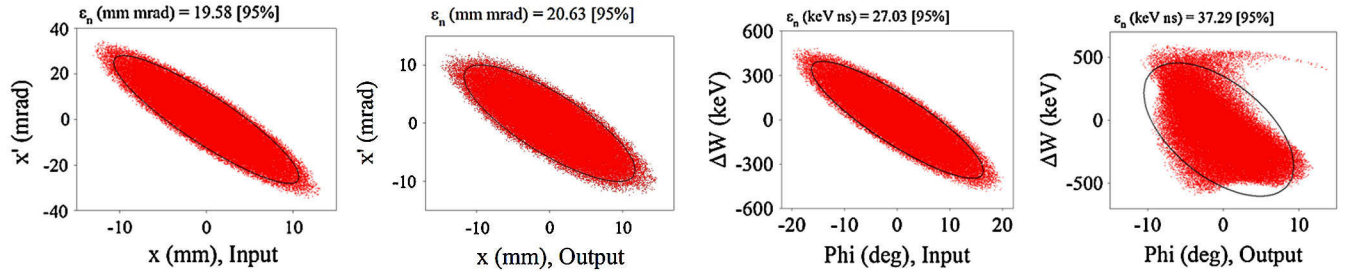 εn (mm mrad) = 19.58 [95%]
40
20
0
-20
-40
x' (mrad)
-10
0
10
x (mm), Input
εn (mm mrad) = 20.63 [95%]
10
0
-10
x' (mrad)
-10
0
10
x (mm), Output
εn (keV ns) = 27.03 [95%]
600
300
0
-300
-600
ΔW (keV)
-20
-10
0
10
20
Phi (deg), Input
εn (keV ns) = 37.29 [95%]
500
0
-500
ΔW (keV)
-10
0
10
Phi (deg), Output